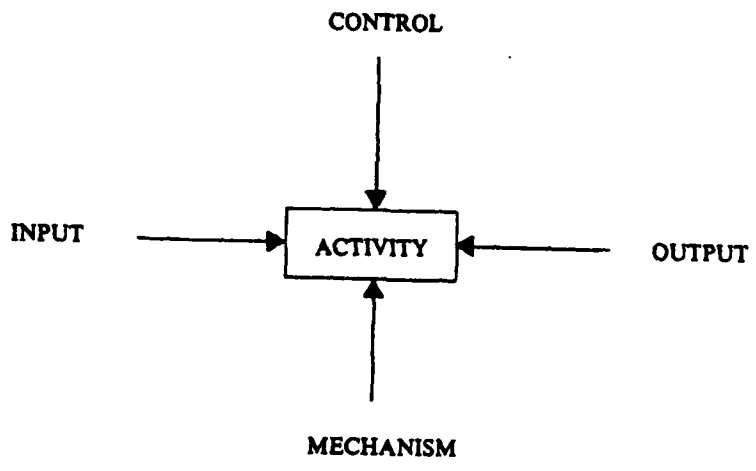 CONTROL
INPUT
ACTIVITY
OUTPUT
MECHANISM